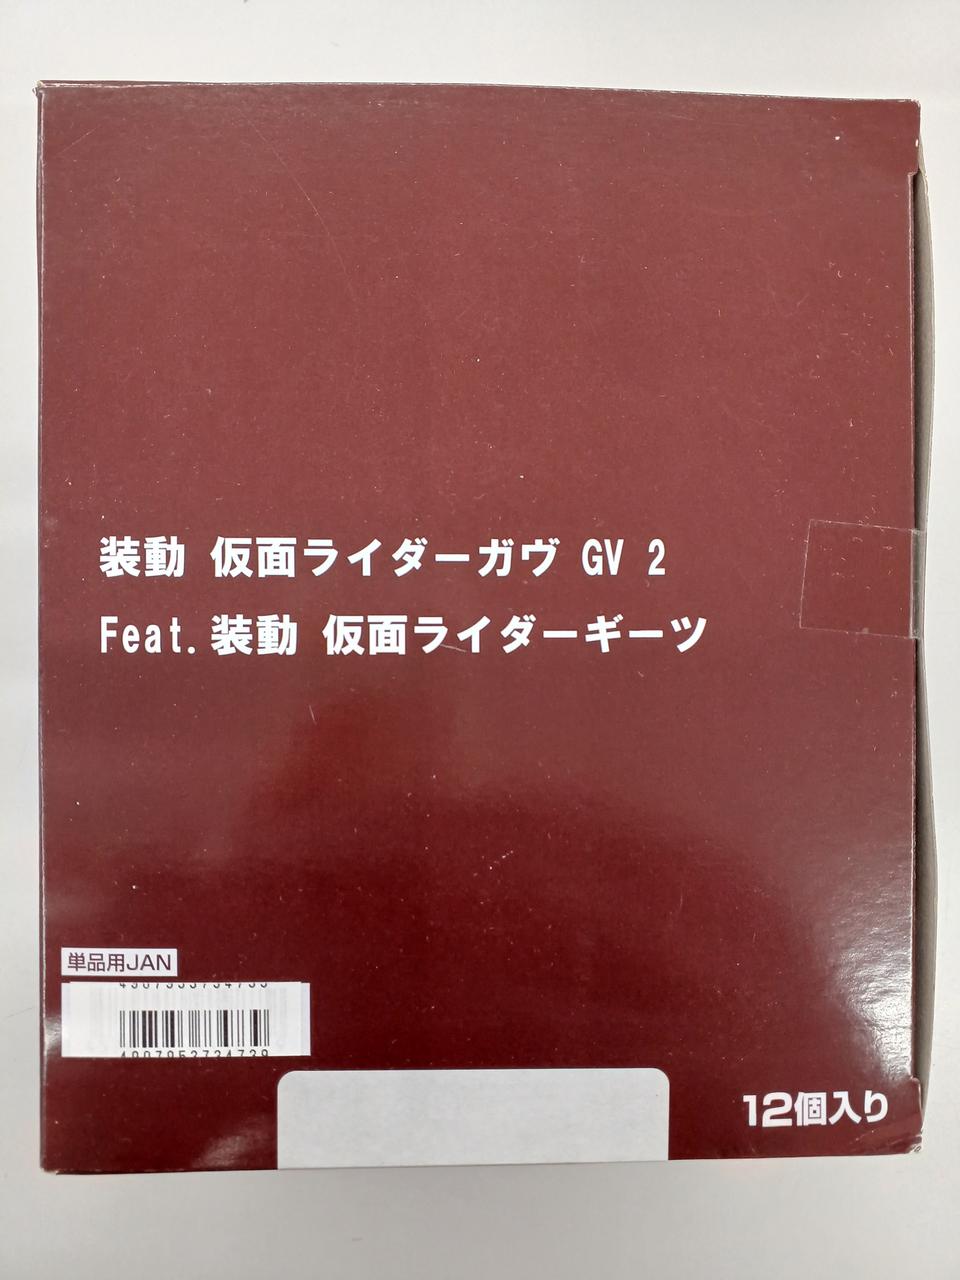 装動 仮面ライダーガヴ GV 2
Feat.装動 仮面ライダーギーツ
単品用JAN
12個入り